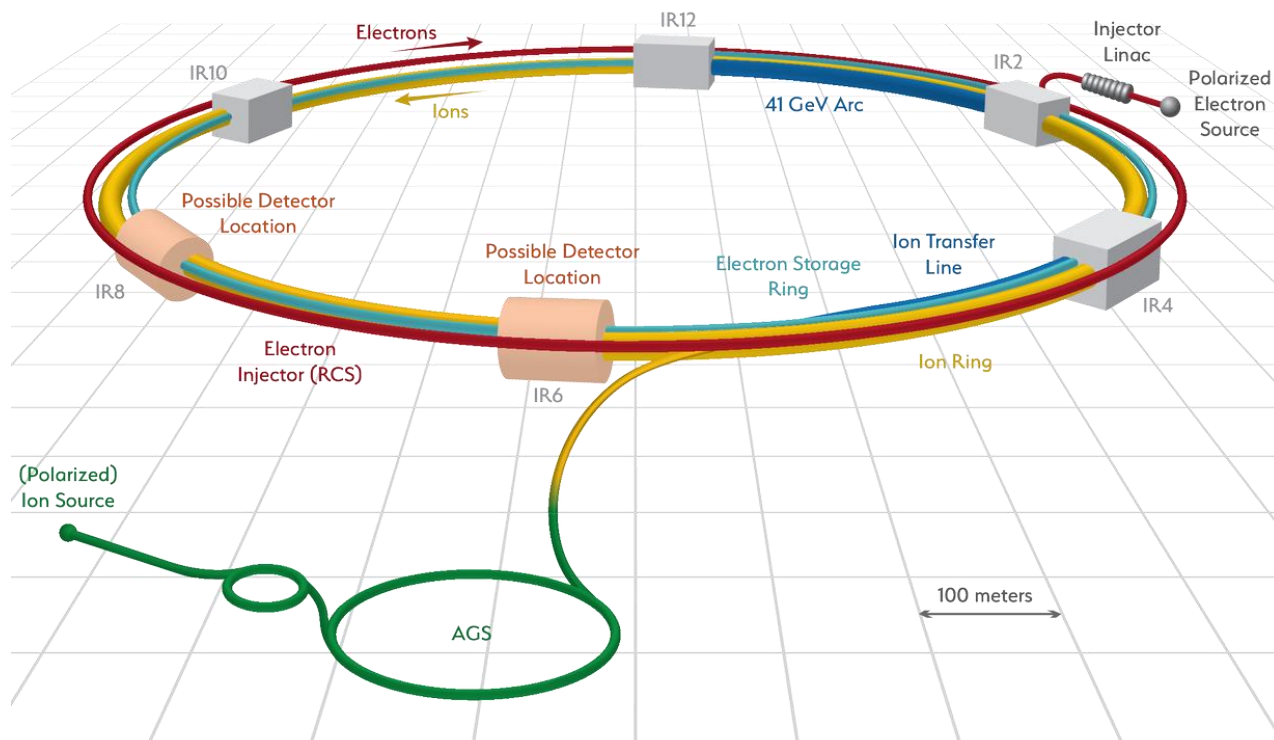 IR12
Electrons
Injector
Linac
IR2
IR10
Polarized
Electron
Source
41 GeV Arc
Ions
Possible Detector
Location
Ion Transfer
Line
Possible Detector
Location
Electron Storage
Ring
IR8
IR4
Electron
Injector (RCS)
Ion Ring
IR6
(Polarized)
Ion Source
100 meters
AGS